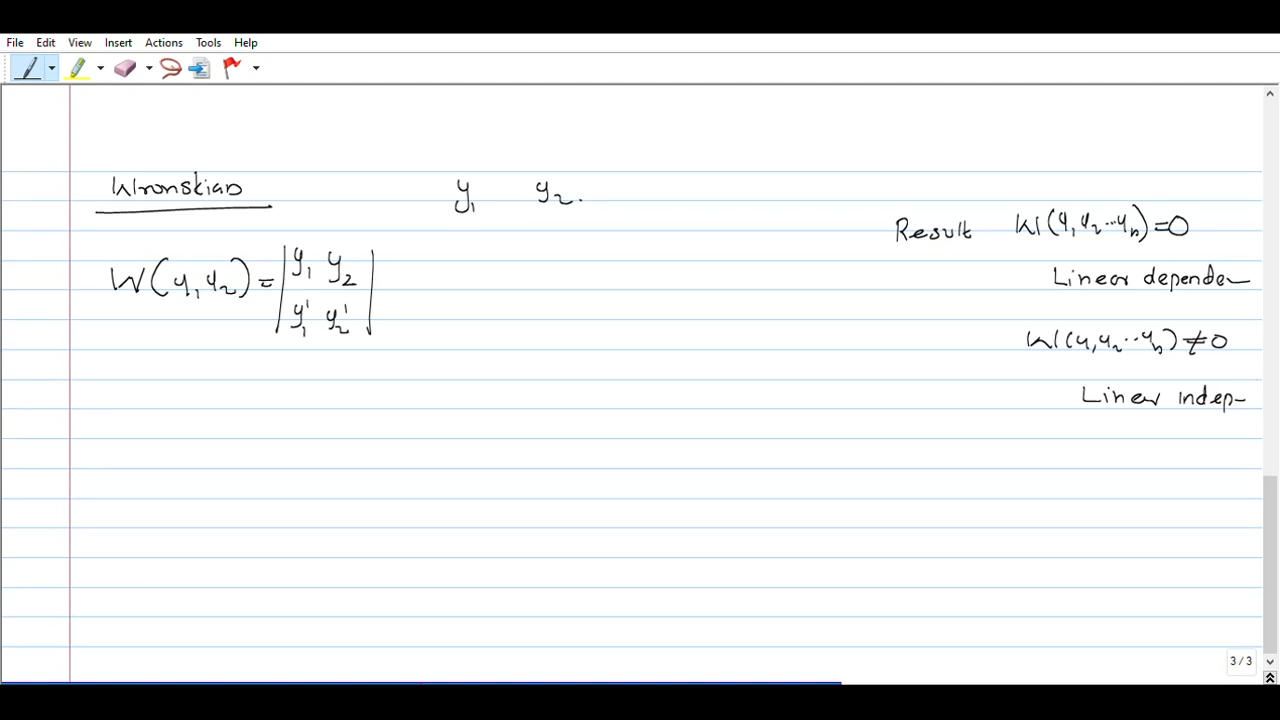 File Edit View Insert Actions Tools Help
Wronskian y₁ y₂.
W(y₁ y₂) = | y₁ y₂ |
| y₁' y₂' |
Result W(y₁ y₂ ... yₙ) = 0
Linear depende
W(y₁ y₂ ... yₙ) ≠ 0
Linear indep-
3 / 3